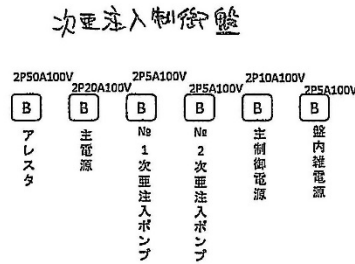 次亜注入制御盤
2P50A100V
2P20A100V
2P5A100V
2P5A100V
2P10A100V
2P5A100V
B
B
B
B
B
B
アレスタ
主電源
№1次亜注入ポンプ
№2次亜注入ポンプ
主制御電源
盤内雑電源